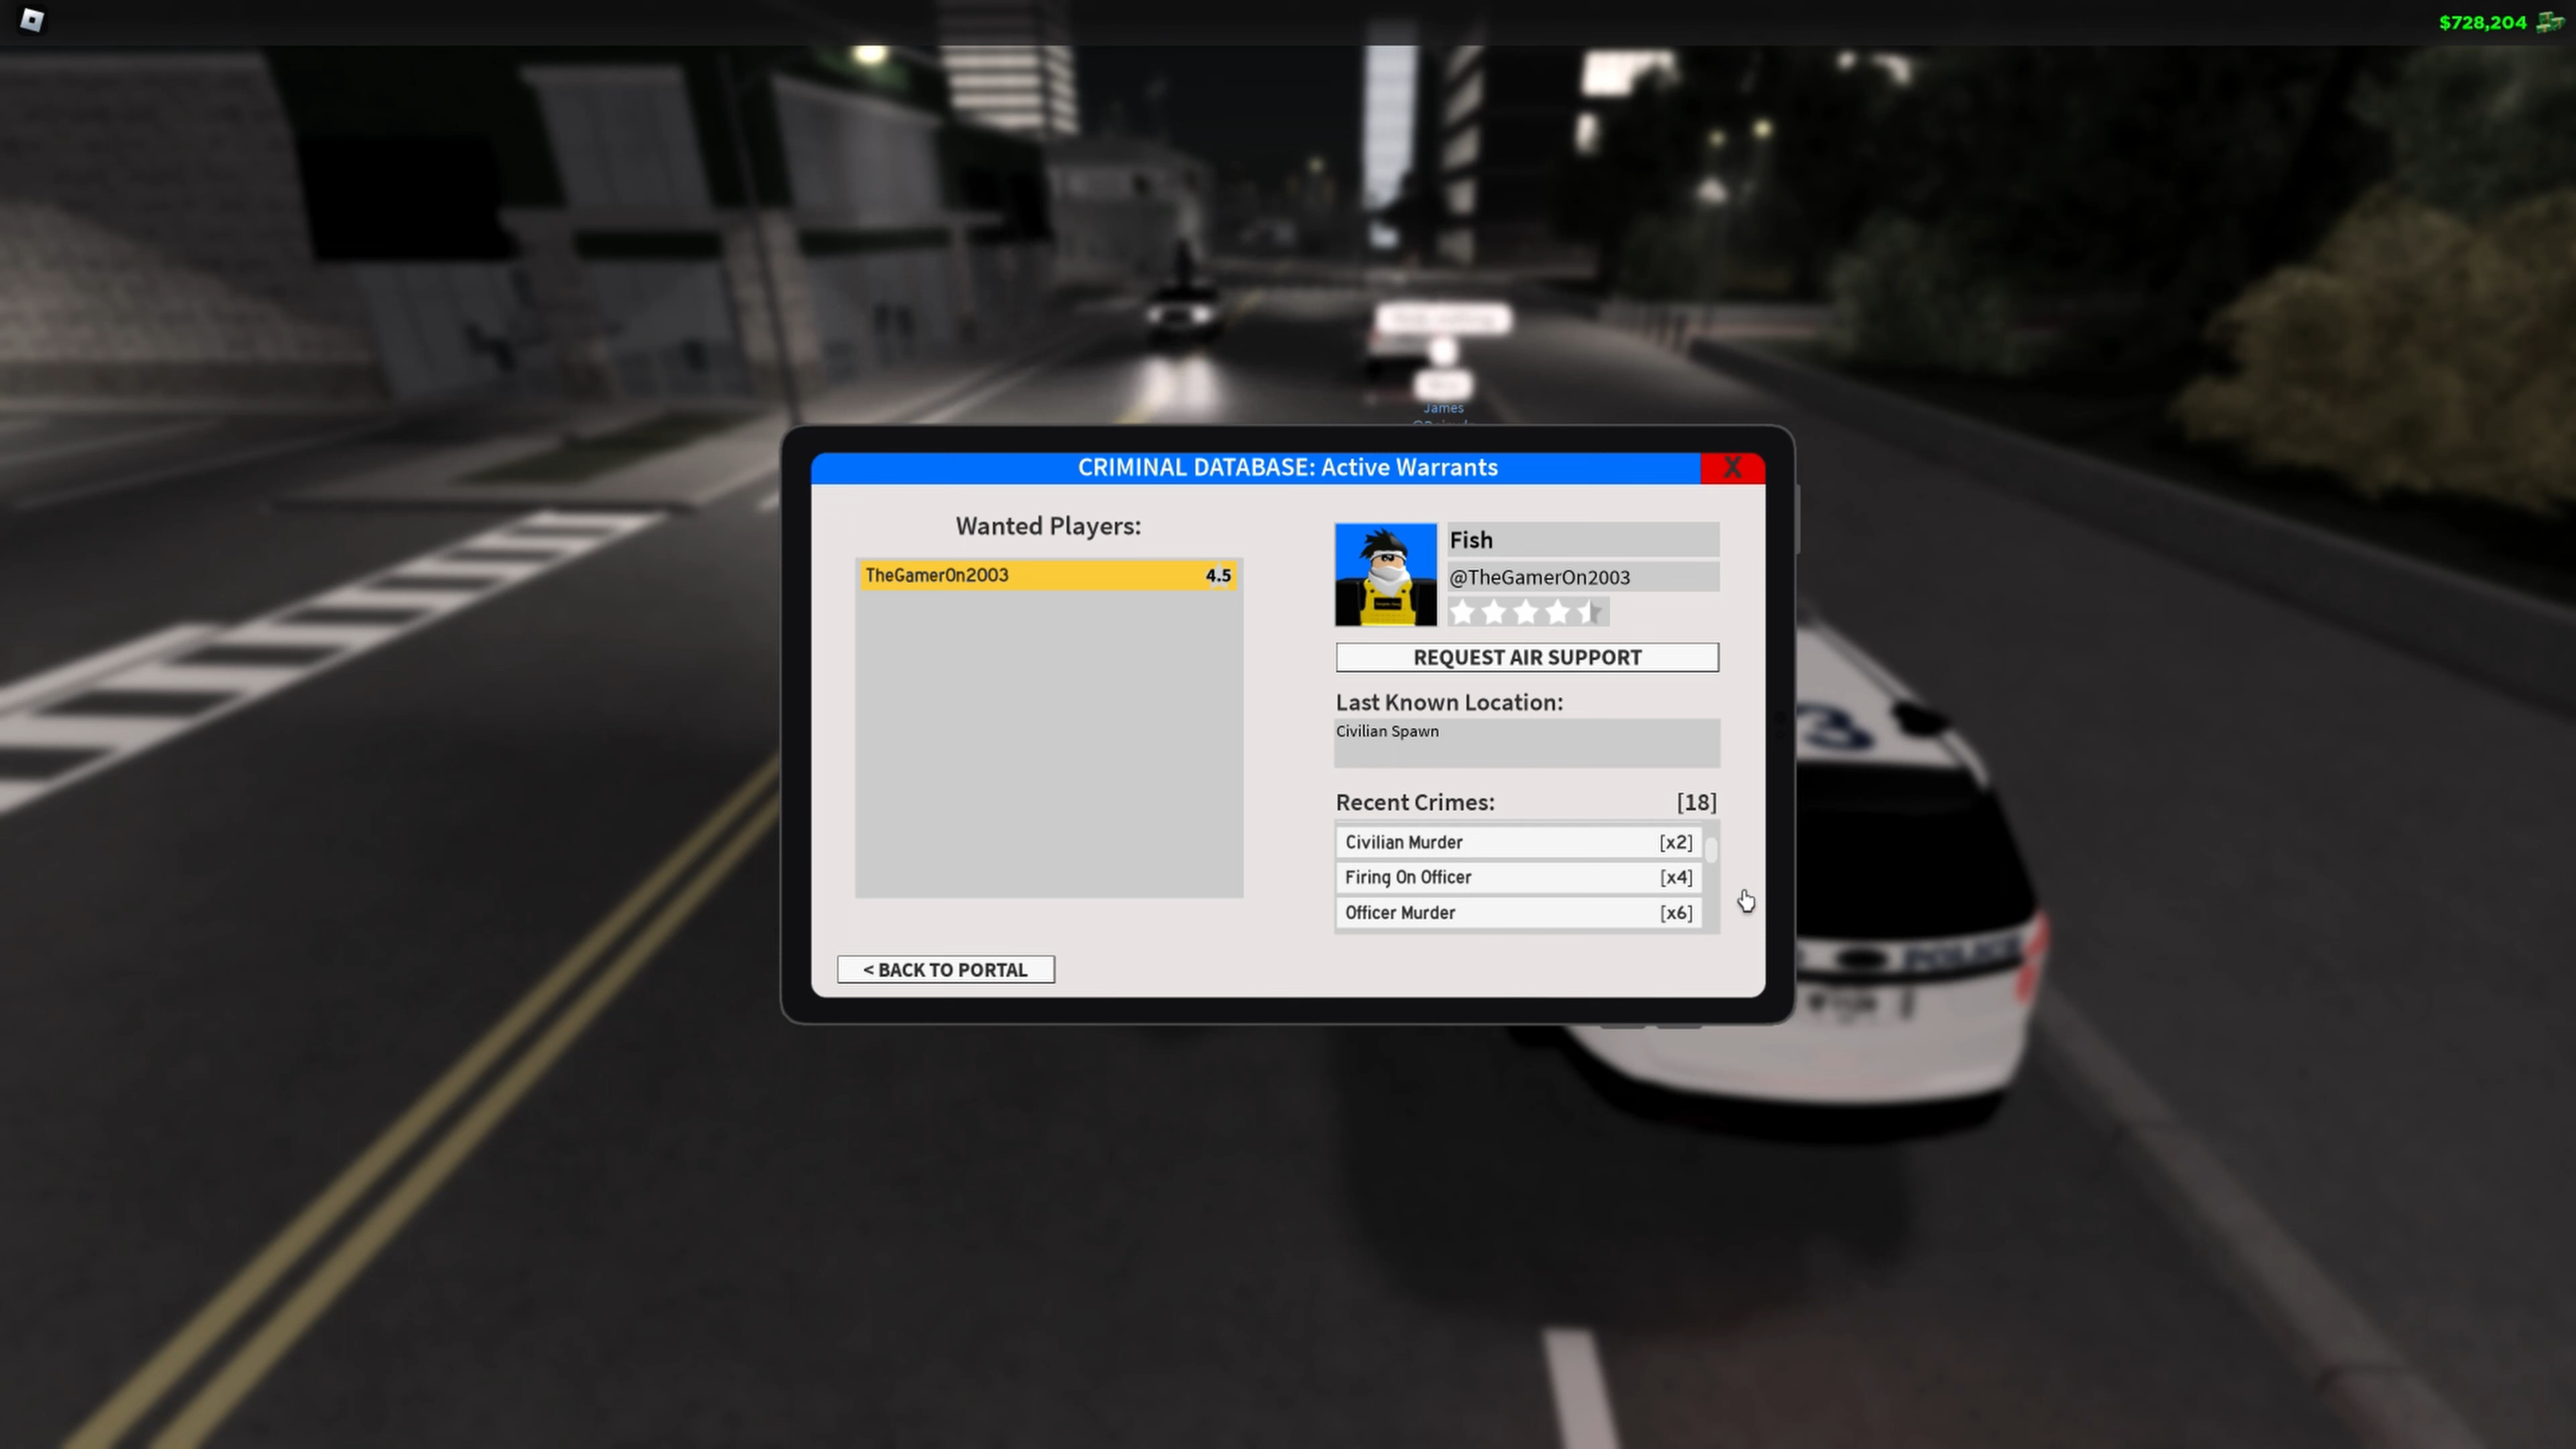 $728,204
James
CRIMINAL DATABASE: Active Warrants
X
Wanted Players:
TheGamerOn2003 4.5
Fish
@TheGamerOn2003
REQUEST AIR SUPPORT
Last Known Location:
Civilian Spawn
Recent Crimes: [18]
Civilian Murder [x2]
Firing On Officer [x4]
Officer Murder [x6]
< BACK TO PORTAL
3
POLICE